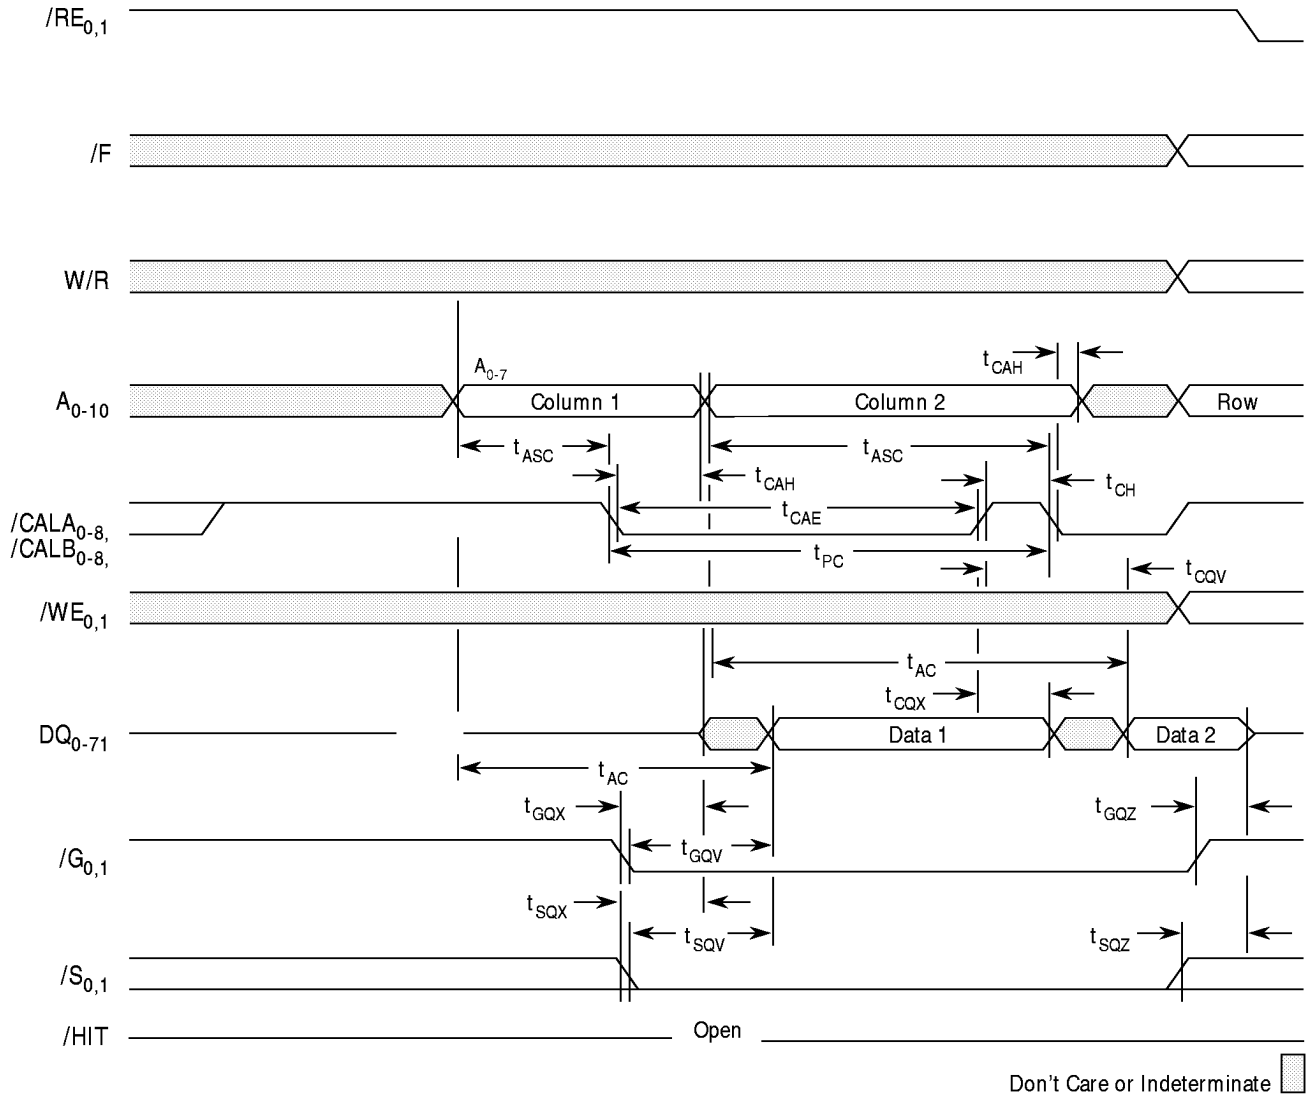 /RE0,1
/F
W/R
tCAH
A0-7
A0-10 Column 1 Column 2 Row
tASC tASC
tCAH tCH
/CALA0-8, tCAE
/CALB0-8, tPC
tCQV
/WE0,1
tAC
tCQX
DQ0-71 Data 1 Data 2
tAC
tGQX tGQZ
/G0,1 tGQV
tSQX
tSQV tSQZ
/S0,1
/HIT Open
Don't Care or Indeterminate